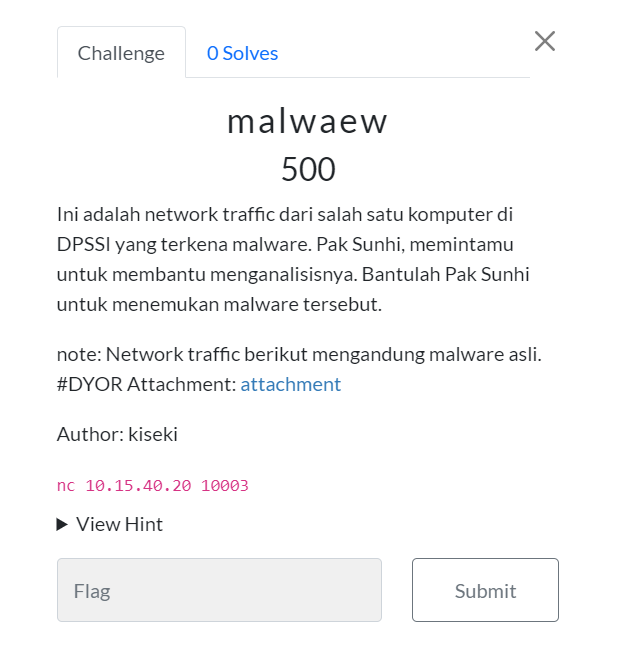 Challenge
0 Solves
malwaew
500
Ini adalah network traffic dari salah satu komputer di
DPSSI yang terkena malware. Pak Sunhi, memintamu
untuk membantu menganalisisnya. Bantulah Pak Sunhi
untuk menemukan malware tersebut.
note: Network traffic berikut mengandung malware asli.
#DYOR Attachment: attachment
Author: kiseki
nc 10.15.40.20 10003
View Hint
Flag
Submit